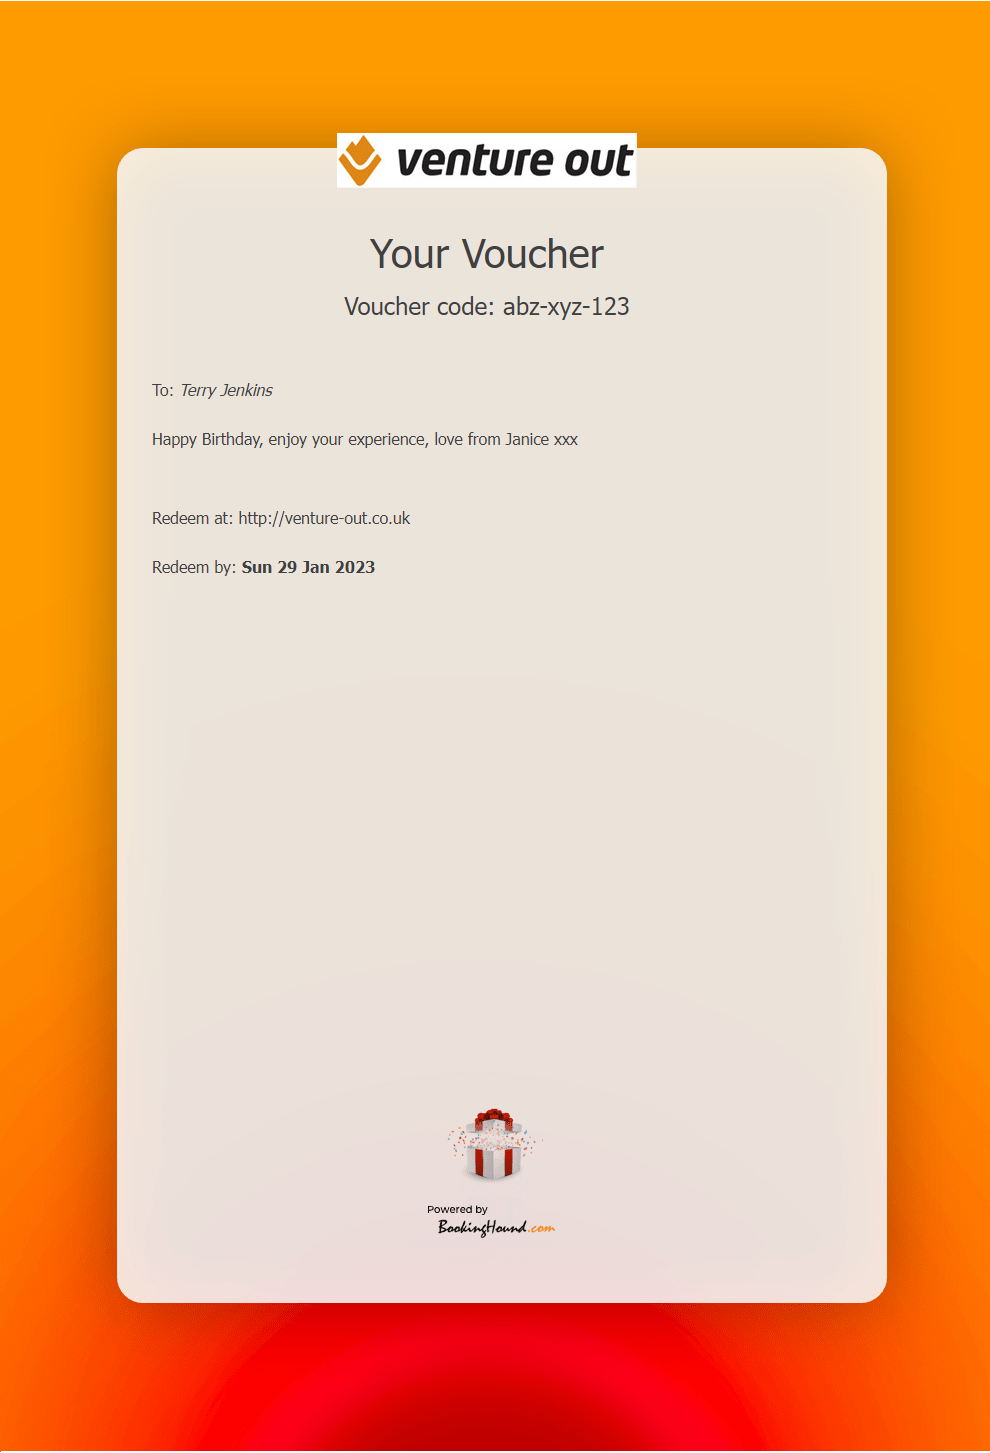 venture out
Your Voucher
Voucher code: abz-xyz-123
To: Terry Jenkins
Happy Birthday, enjoy your experience, love from Janice xxx
Redeem at: http://venture-out.co.uk
Redeem by: Sun 29 Jan 2023
Powered by
BookingHound.com